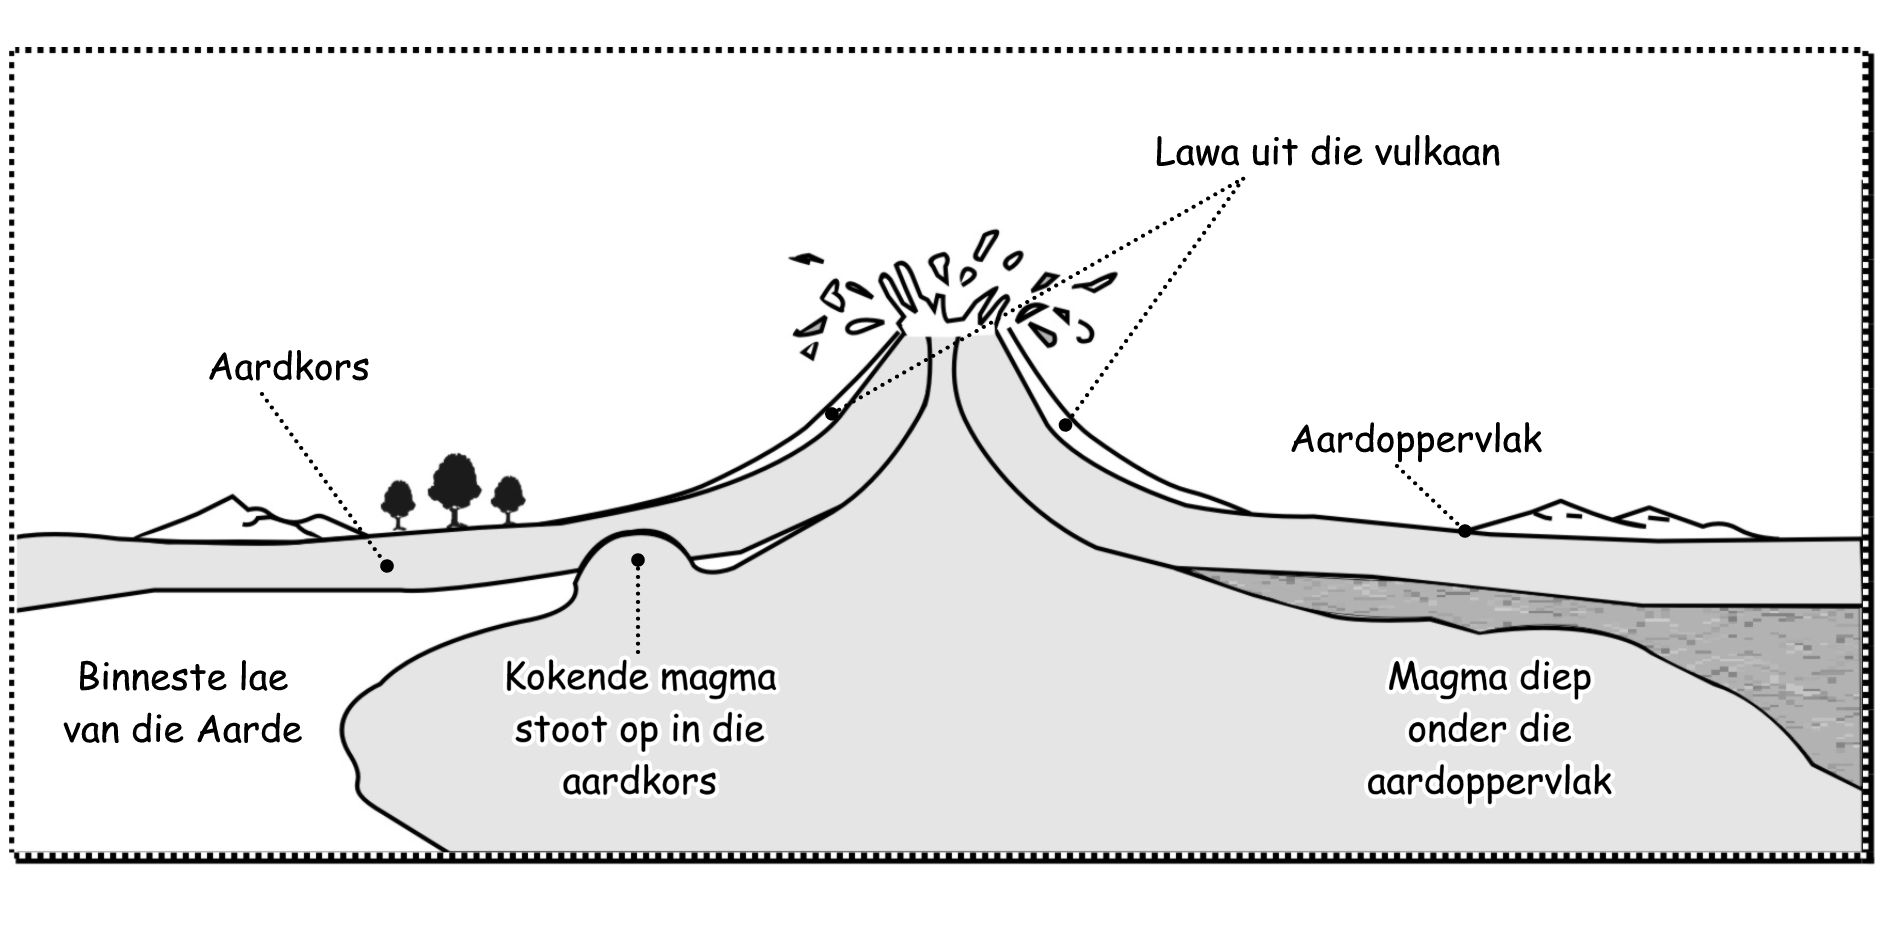 Lawa uit die vulkaan
Aardkors
Aardoppervlak
Binneste lae
van die Aarde
Kokende magma
stoot op in die
aardkors
Magma diep
onder die
aardoppervlak